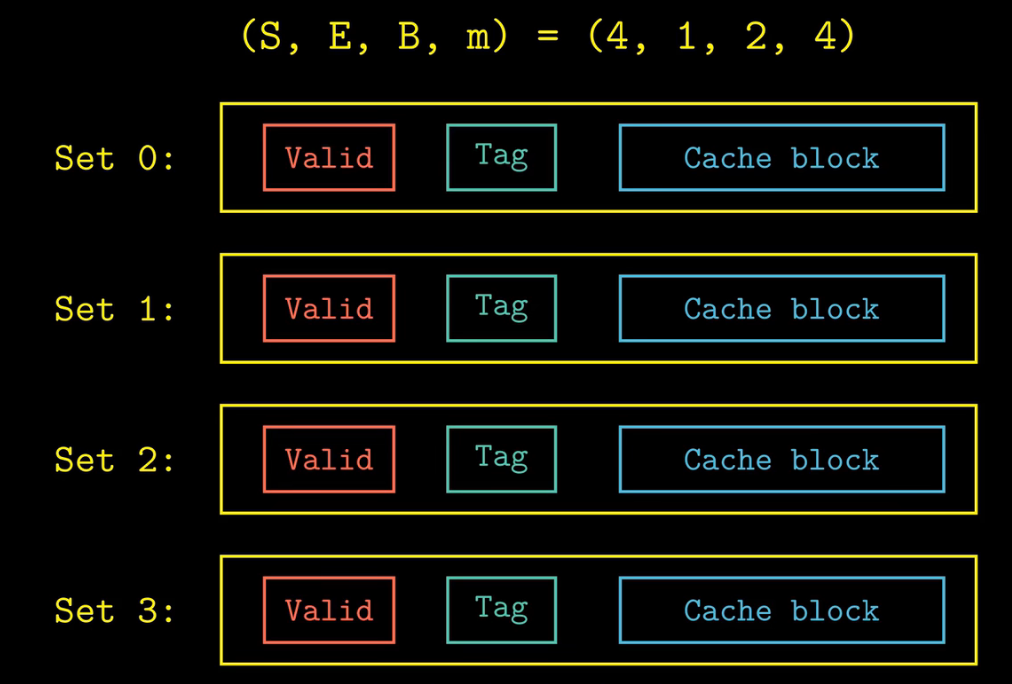 (S, E, B, m) = (4, 1, 2, 4)
Set 0: Valid Tag Cache block
Set 1: Valid Tag Cache block
Set 2: Valid Tag Cache block
Set 3: Valid Tag Cache block